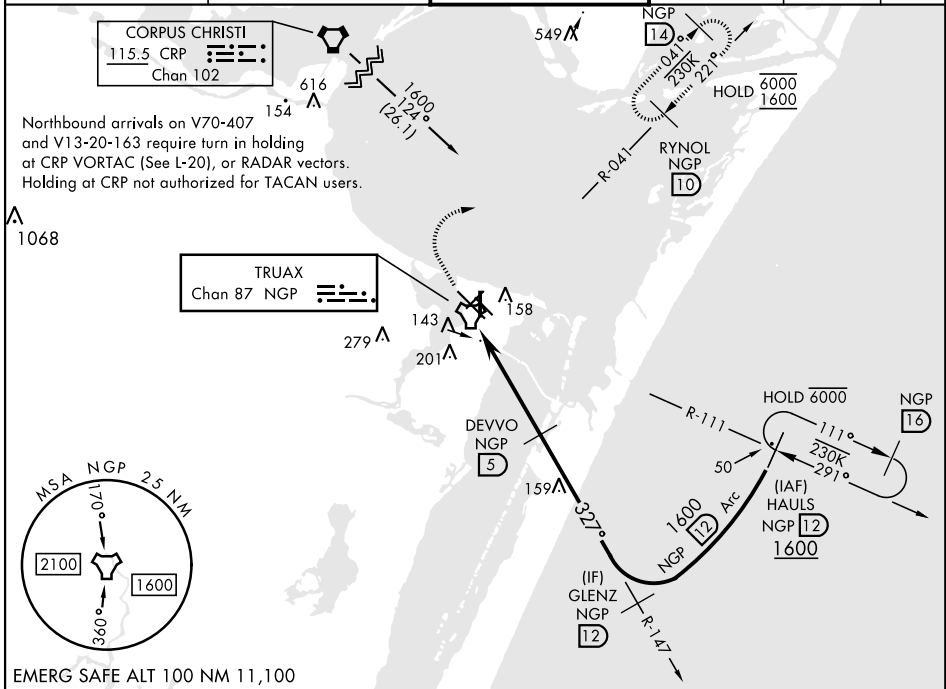 CORPUS CHRISTI
115.5 CRP
Chan 102
616
154
1600
124°
(26.1)
549
NGP
14
041°
230K
221°
HOLD 6000
1600
RYNOL
NGP
10
R-041
Northbound arrivals on V70-407
and V13-20-163 require turn in holding
at CRP VORTAC (See L-20), or RADAR vectors.
Holding at CRP not authorized for TACAN users.
1068
TRUAX
Chan 87 NGP
158
143
279
201
HOLD 6000
NGP
16
R-111
111°
230K
291°
50
(IAF)
HAULS
NGP 12
1600
DEVVO
NGP
5
159
327°
1600
NGP 12 Arc
(IF)
GLENZ
NGP
12
R-147
MSA NGP 25 NM
170°
2100
1600
360°
EMERG SAFE ALT 100 NM 11,100